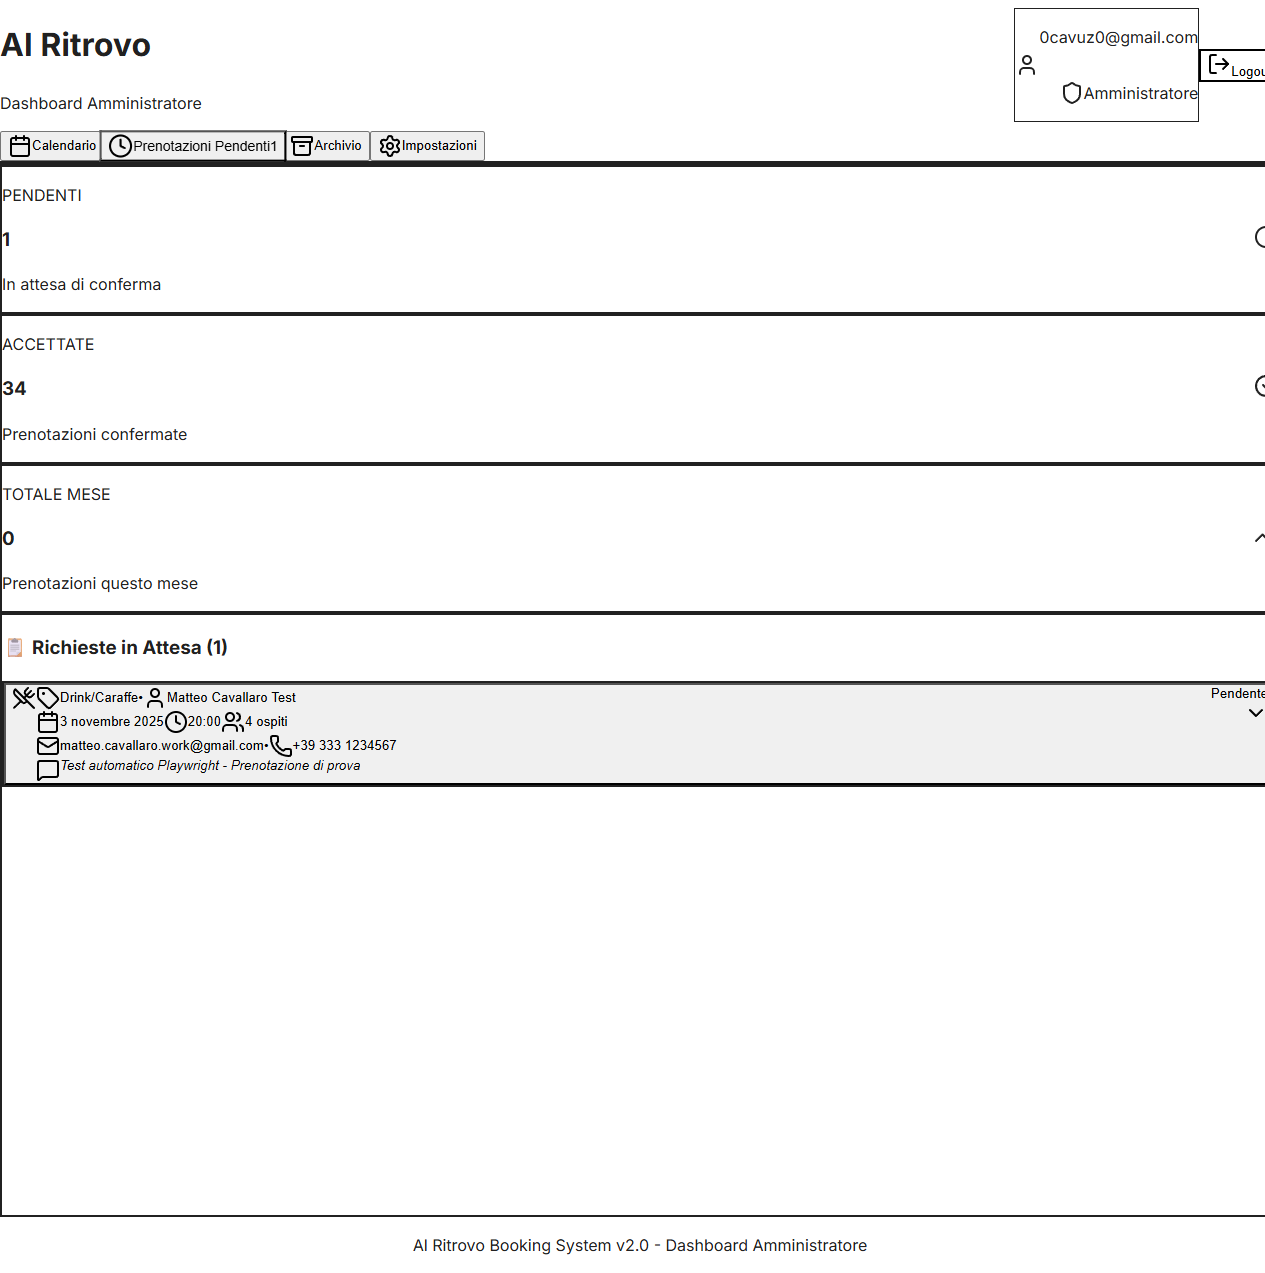 Al Ritrovo
Dashboard Amministratore
0cavuz0@gmail.com
Amministratore
Logou
Calendario
Prenotazioni Pendenti1
Archivio
Impostazioni
PENDENTI
1
In attesa di conferma
ACCETTATE
34
Prenotazioni confermate
TOTALE MESE
0
Prenotazioni questo mese
Richieste in Attesa (1)
Drink/Caraffe• Matteo Cavallaro Test
Pendente
3 novembre 2025 20:00 4 ospiti
matteo.cavallaro.work@gmail.com• +39 333 1234567
Test automatico Playwright - Prenotazione di prova
Al Ritrovo Booking System v2.0 - Dashboard Amministratore